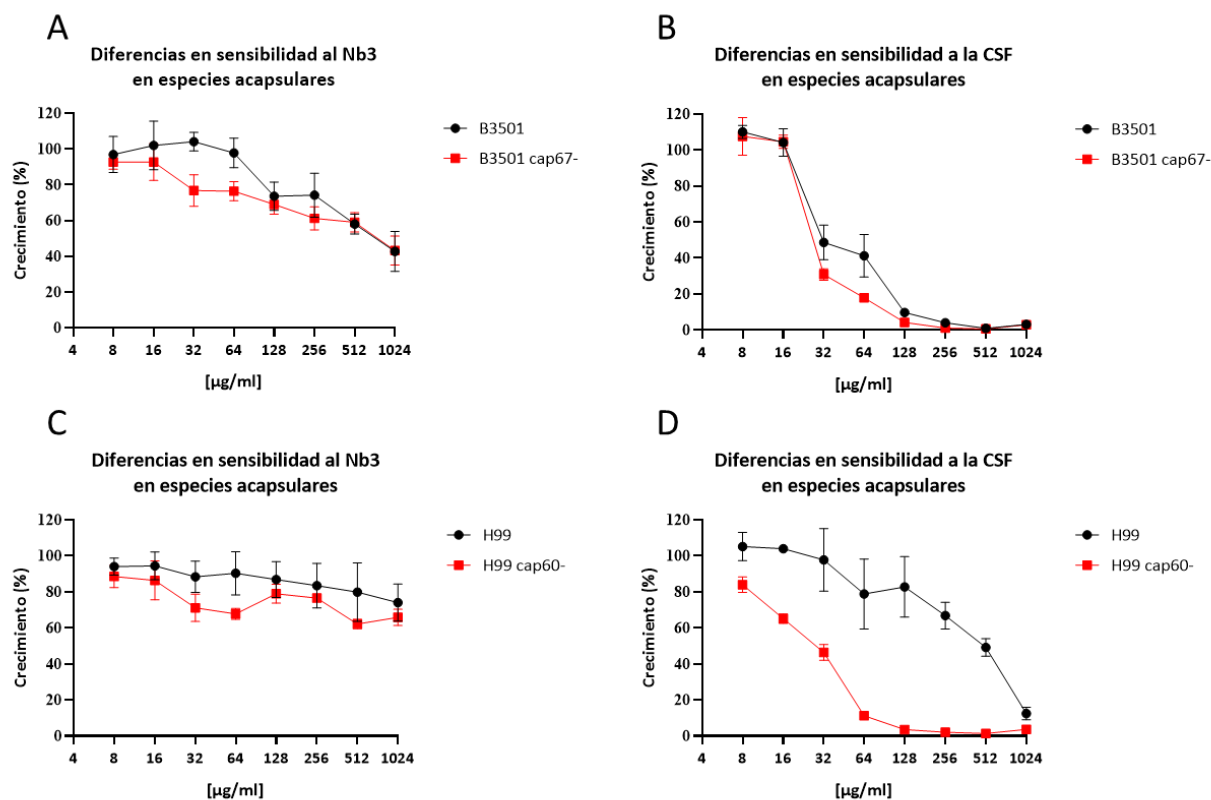 A
Diferencias en sensibilidad al Nb3
en especies acapsulares
120
100
80
60
40
20
0
Crecimiento (%)
4 8 16 32 64 128 256 512 1024
[µg/ml]
B3501
B3501 cap67-
B
Diferencias en sensibilidad a la CSF
en especies acapsulares
120
100
80
60
40
20
0
Crecimiento (%)
4 8 16 32 64 128 256 512 1024
[µg/ml]
B3501
B3501 cap67-
C
Diferencias en sensibilidad al Nb3
en especies acapsulares
120
100
80
60
40
20
0
Crecimiento (%)
4 8 16 32 64 128 256 512 1024
[µg/ml]
H99
H99 cap60-
D
Diferencias en sensibilidad a la CSF
en especies acapsulares
120
100
80
60
40
20
0
Crecimiento (%)
4 8 16 32 64 128 256 512 1024
[µg/ml]
H99
H99 cap60-